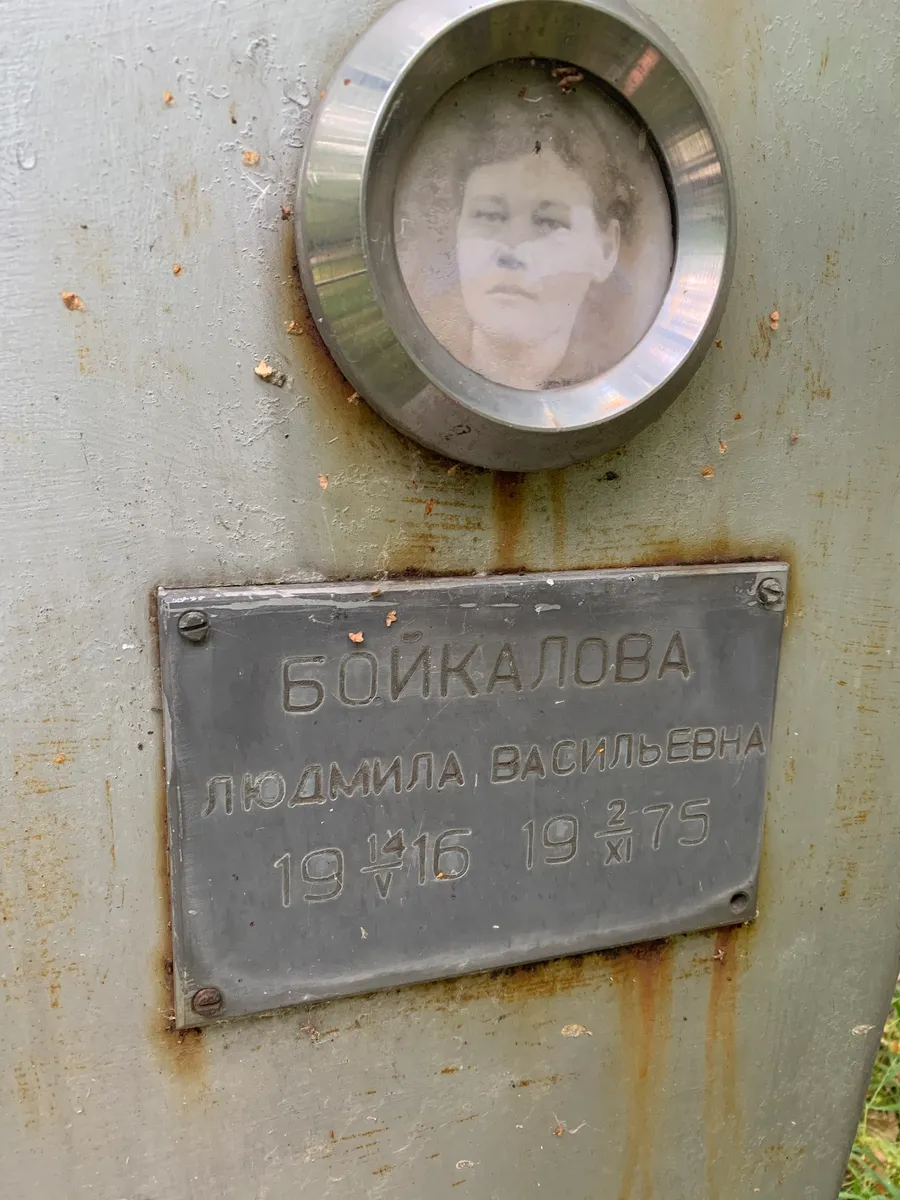 БОЙКАЛОВА
ЛЮДМИЛА ВАСИЛЬЕВНА
19 14/V 16 19 2/XI 75